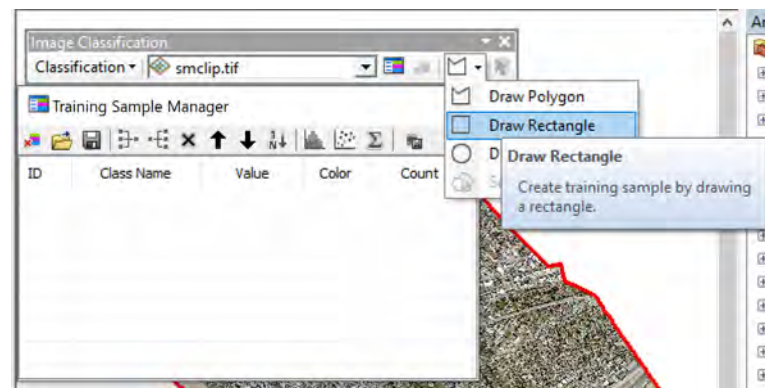 Ar
Image Classification
Classification
smclip.tif
Training Sample Manager
Draw Polygon
Draw Rectangle
D
Draw Rectangle
Create training sample by drawing
a rectangle.
ID Class Name Value Color Count